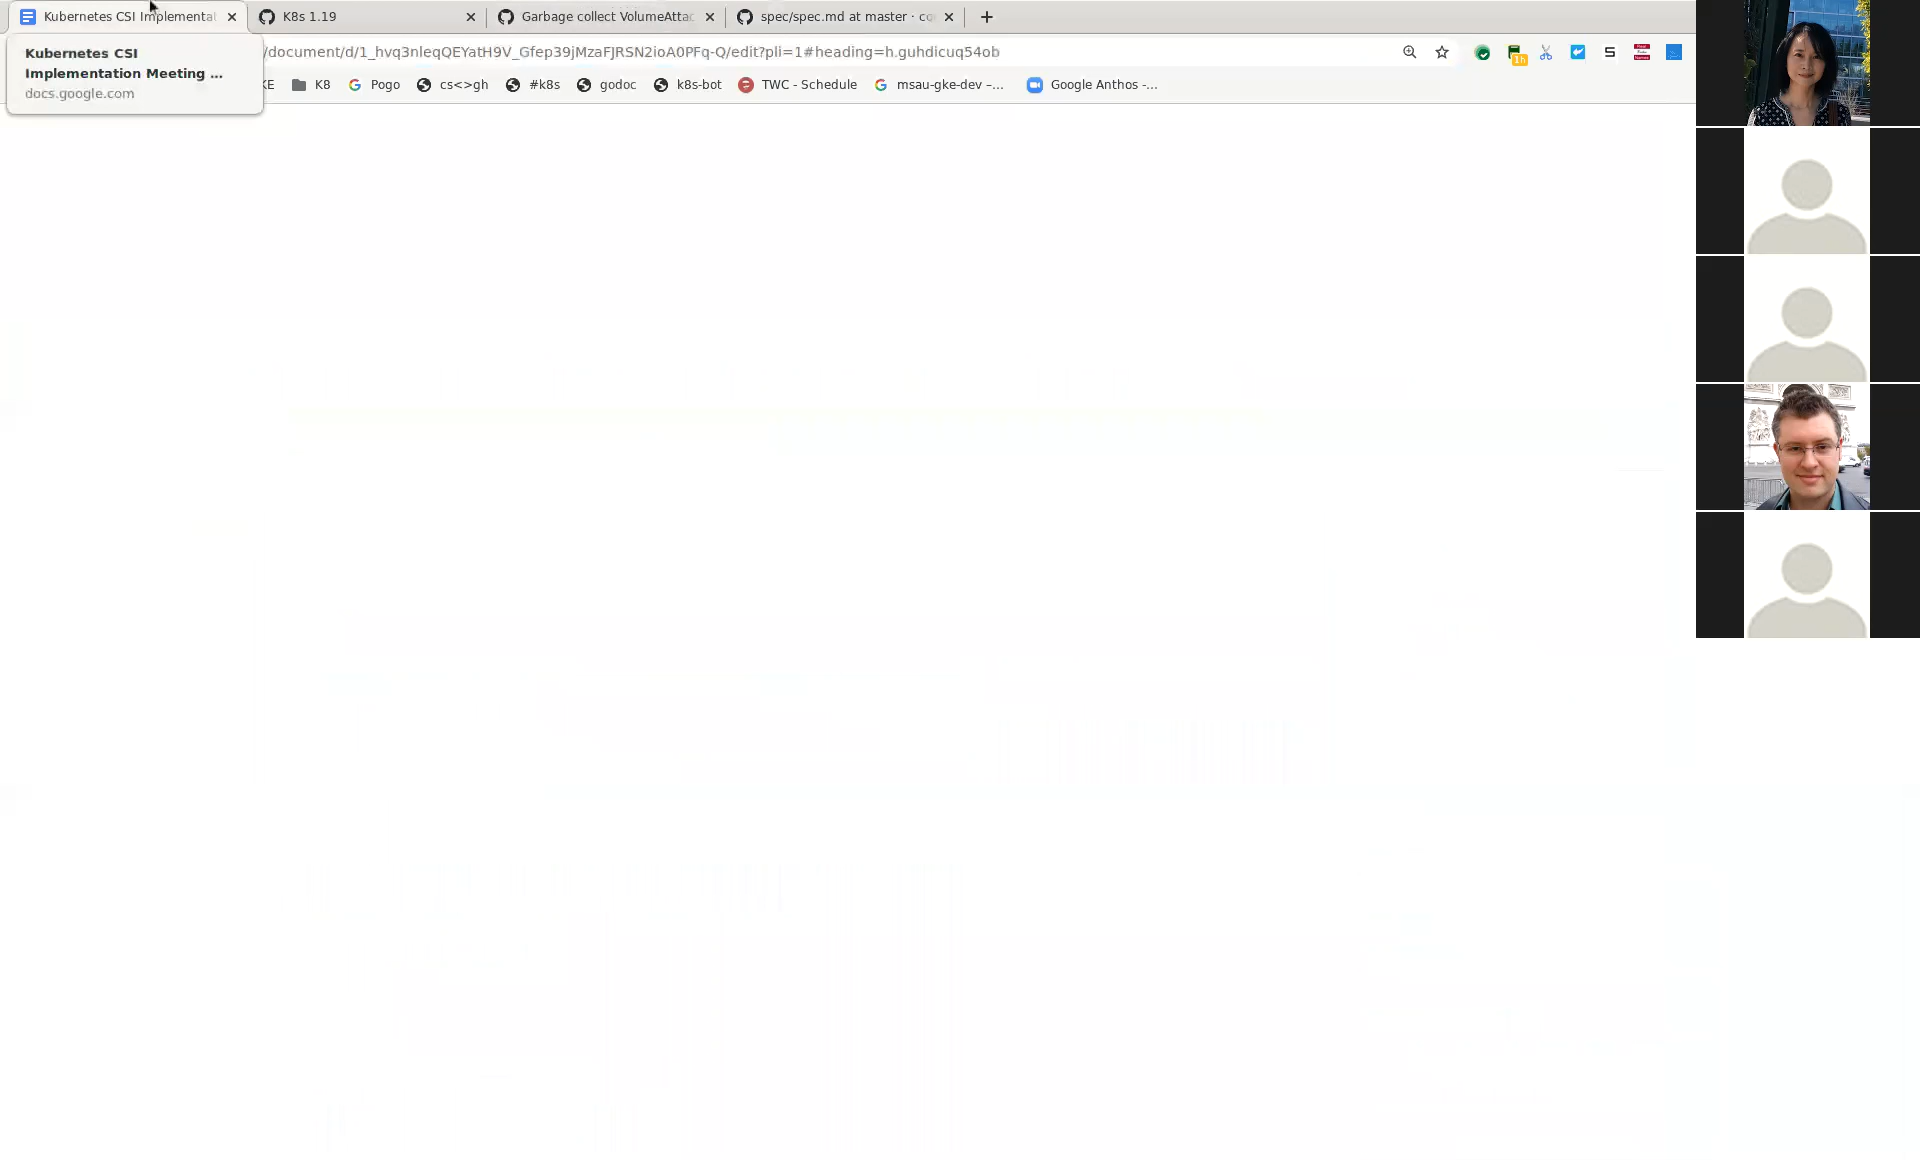 Kubernetes CSI Implementat
K8s 1.19
Garbage collect VolumeAttac
spec/spec.md at master · co
Kubernetes CSI
Implementation Meeting ...
docs.google.com
/document/d/1_hvq3nleqQEYatH9V_Gfep39jMzaFJRSN2ioA0PFq-Q/edit?pli=1#heading=h.guhdicuq54ob
1h
S
KE
K8
Pogo
cs<>gh
#k8s
godoc
k8s-bot
TWC - Schedule
msau-gke-dev –...
Google Anthos -...